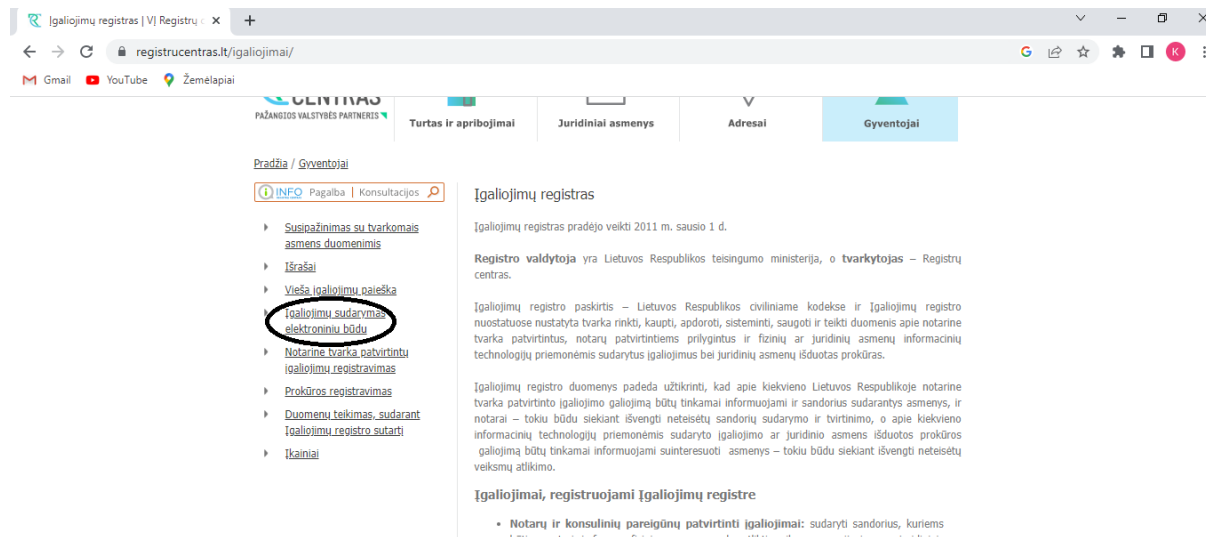 Įgaliojimų registras | VĮ Registrų c
registrucentras.lt/igaliojimai/
K
Gmail
YouTube
Žemėlapiai
CENTRAS
PAŽANGIOS VALSTYBĖS PARTNERIS
Turtas ir apribojimai
Juridiniai asmenys
Adresai
Gyventojai
Pradžia / Gyventojai
INFO Pagalba | Konsultacijos
Susipažinimas su tvarkomais
asmens duomenimis
Išrašai
Vieša įgaliojimų paieška
Įgaliojimų sudarymas
elektroniniu būdu
Notarine tvarka patvirtintų
įgaliojimų registravimas
Prokūros registravimas
Duomenų teikimas, sudarant
Įgaliojimų registro sutartį
Įkainiai
Įgaliojimų registras
Įgaliojimų registras pradėjo veikti 2011 m. sausio 1 d.
Registro valdytoja yra Lietuvos Respublikos teisingumo ministerija, o tvarkytojas – Registrų
centras.
Įgaliojimų registro paskirtis – Lietuvos Respublikos civiliniame kodekse ir Įgaliojimų registro
nuostatuose nustatyta tvarka rinkti, kaupti, apdoroti, sisteminti, saugoti ir teikti duomenis apie notarine
tvarka patvirtintus, notarų patvirtintiems prilygintus ir fizinių ar juridinių asmenų informacinių
technologijų priemonėmis sudarytus įgaliojimus bei juridinių asmenų išduotas prokūras.
Įgaliojimų registro duomenys padeda užtikrinti, kad apie kiekvieno Lietuvos Respublikoje notarine
tvarka patvirtinto įgaliojimo galiojimą būtų tinkamai informuojami ir sandorius sudarantys asmenys, ir
notarai – tokiu būdu siekiant išvengti neteisėtų sandorių sudarymo ir tvirtinimo, o apie kiekvieno
informacinių technologijų priemonėmis sudaryto įgaliojimo ar juridinio asmens išduotos prokūros
galiojimą būtų tinkamai informuojami suinteresuoti asmenys – tokiu būdu siekiant išvengti neteisėtų
veiksmų atlikimo.
Įgaliojimai, registruojami Įgaliojimų registre
• Notarų ir konsulinių pareigūnų patvirtinti įgaliojimai: sudaryti sandorius, kuriems